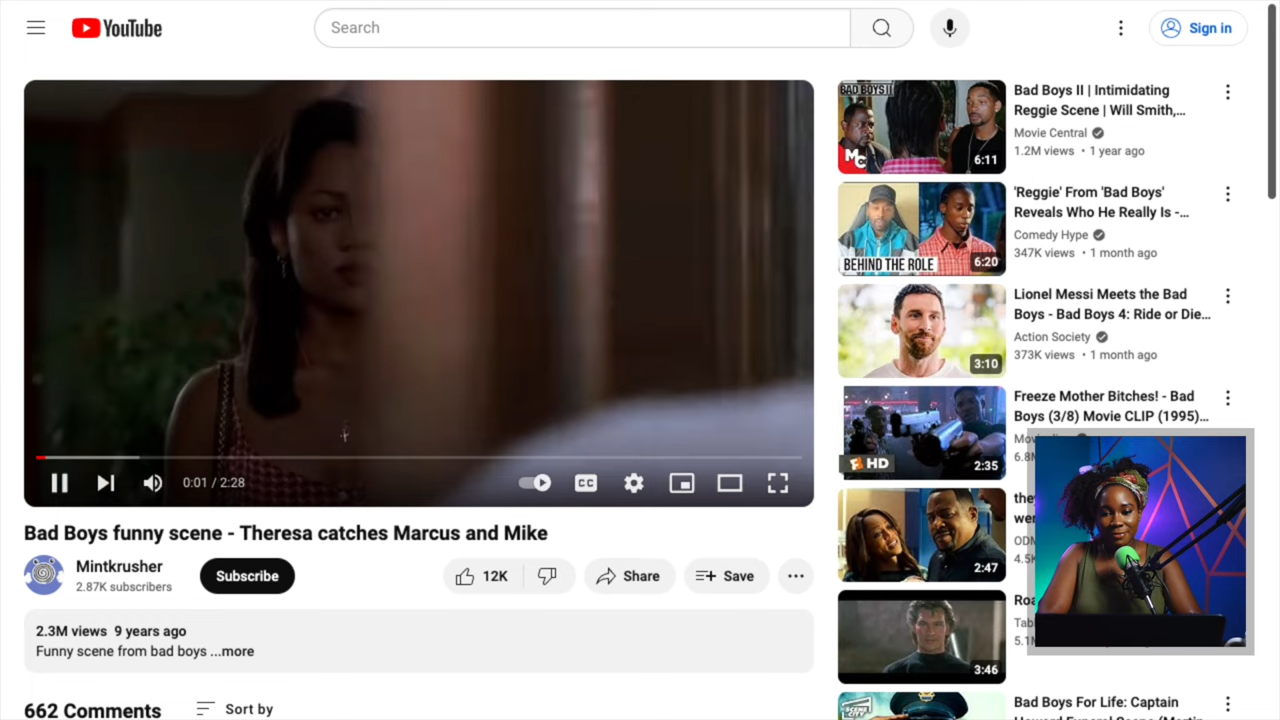 YouTube
Search
Sign in
0:01 / 2:28
CC
Bad Boys funny scene - Theresa catches Marcus and Mike
Mintkrusher
2.87K subscribers
Subscribe
12K
Share
Save
2.3M views 9 years ago
Funny scene from bad boys ...more
662 Comments
Sort by
BAD BOYS II
MC
6:11
Bad Boys II | Intimidating
Reggie Scene | Will Smith,...
Movie Central
1.2M views • 1 year ago
BEHIND THE ROLE
6:20
'Reggie' From 'Bad Boys'
Reveals Who He Really Is -...
Comedy Hype
347K views • 1 month ago
3:10
Lionel Messi Meets the Bad
Boys - Bad Boys 4: Ride or Die...
Action Society
373K views • 1 month ago
HD
2:35
Freeze Mother Bitches! - Bad
Boys (3/8) Movie CLIP (1995)...
2:47
3:46
SCENE
CITY
Bad Boys For Life: Captain